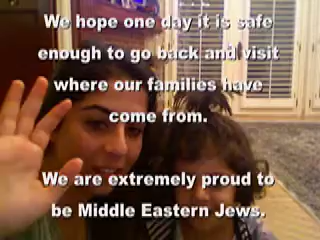 We hope one day it is safe
enough to go back and visit
where our families have
come from.
We are extremely proud to
be Middle Eastern Jews.